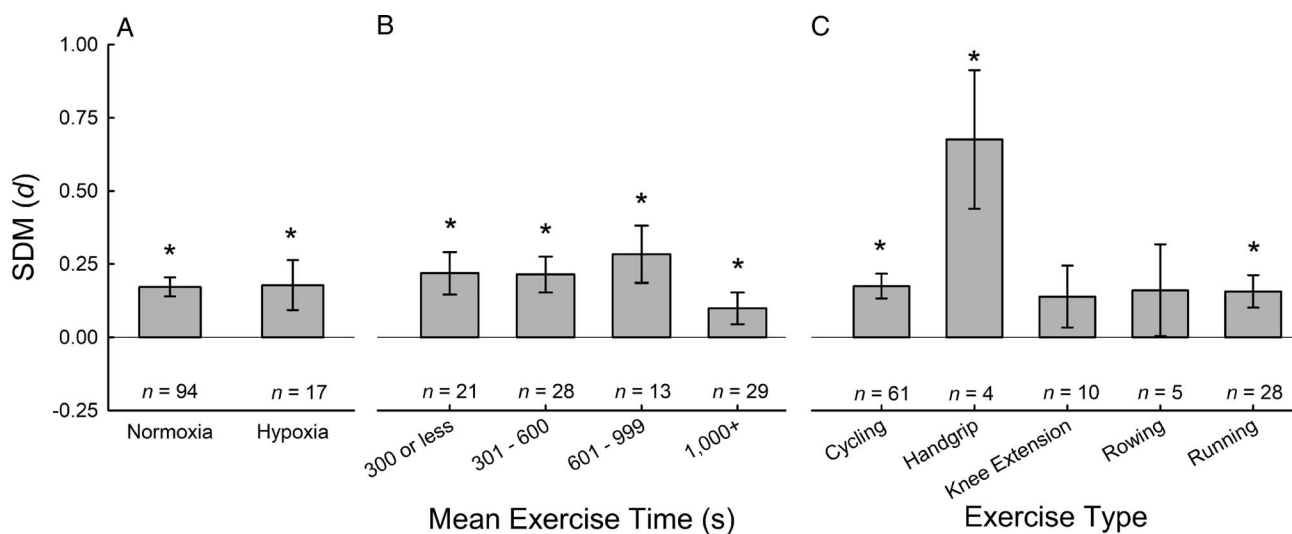 A
B
C
SDM (d)
1.00
0.75
0.50
0.25
0.00
-0.25
*
*
*
*
*
*
*
*
*
n = 94
n = 17
n = 21
n = 28
n = 13
n = 29
n = 61
n = 4
n = 10
n = 5
n = 28
Normoxia
Hypoxia
300 or less
301 - 600
601 - 999
1,000+
Cycling
Handgrip
Knee Extension
Rowing
Running
Mean Exercise Time (s)
Exercise Type